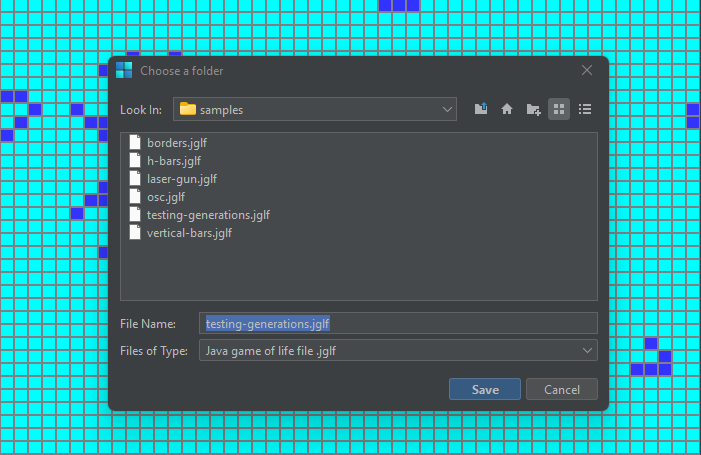 Choose a folder
Look In: samples
borders.jglf
h-bars.jglf
laser-gun.jglf
osc.jglf
testing-generations.jglf
vertical-bars.jglf
File Name: testing-generations.jglf
Files of Type: Java game of life file .jglf
Save Cancel